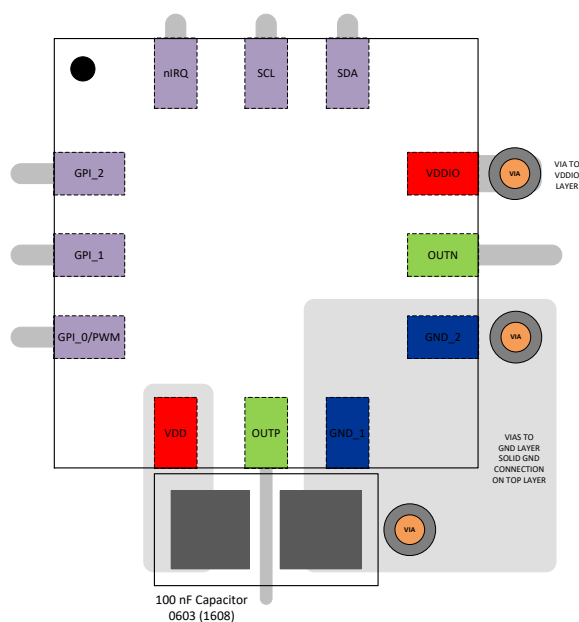 nIRQ
SCL
SDA
GPI_2
VDDIO
VIA
VIA TO
VDDIO
LAYER
GPI_1
OUTN
GPI_0/PWM
GND_2
VIA
VDD
OUTP
GND_1
VIAS TO
GND LAYER
SOLID GND
CONNECTION
ON TOP LAYER
VIA
100 nF Capacitor
0603 (1608)